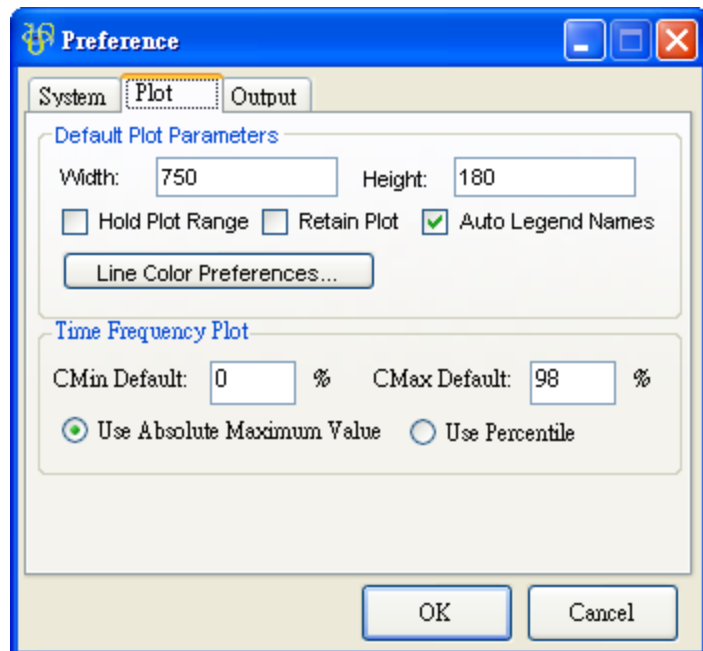 Preference
System Plot Output
Default Plot Parameters
Width: 750 Height: 180
Hold Plot Range Retain Plot Auto Legend Names
Line Color Preferences...
Time Frequency Plot
CMin Default: 0 % CMax Default: 98 %
Use Absolute Maximum Value Use Percentile
OK Cancel